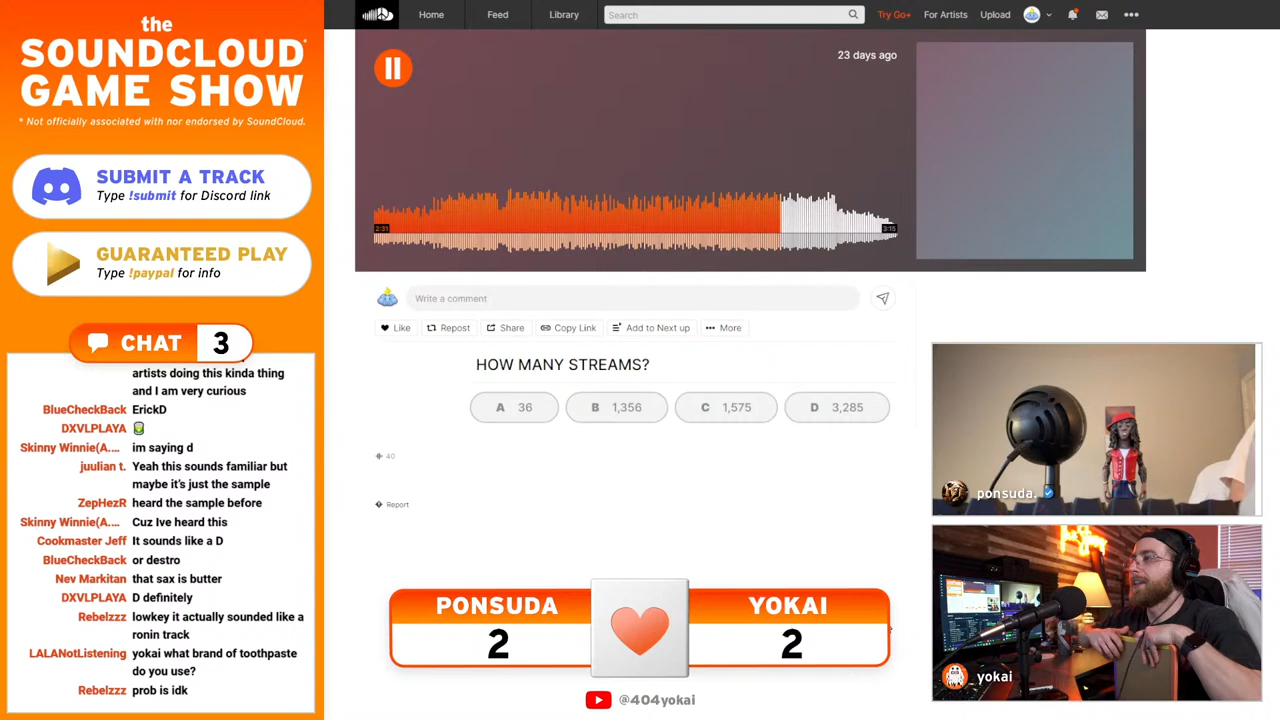 the
SOUNDCLOUD*
GAME SHOW
* Not officially associated with nor endorsed by SoundCloud.
SUBMIT A TRACK
Type !submit for Discord link
GUARANTEED PLAY
Type !paypal for info
CHAT 3
artists doing this kinda thing
and I am very curious
BlueCheckBack ErickD
DXVLPLAYA
Skinny Winnie(A.... im saying d
juulian t. Yeah this sounds familiar but
maybe it's just the sample
ZepHezR heard the sample before
Skinny Winnie(A.... Cuz Ive heard this
Cookmaster Jeff It sounds like a D
BlueCheckBack or destro
Nev Markitan that sax is butter
DXVLPLAYA D definitely
Rebelzzz lowkey it actually sounded like a
ronin track
LALANotListening yokai what brand of toothpaste
do you use?
Rebelzzz prob is idk
Home Feed Library Search Try Go+ For Artists Upload
23 days ago
2:31 3:15
Write a comment
Like Repost Share Copy Link Add to Next up More
HOW MANY STREAMS?
A 36 B 1,356 C 1,575 D 3,285
40
Report
PONSUDA YOKAI
2 2
@404yokai
ponsuda.
yokai